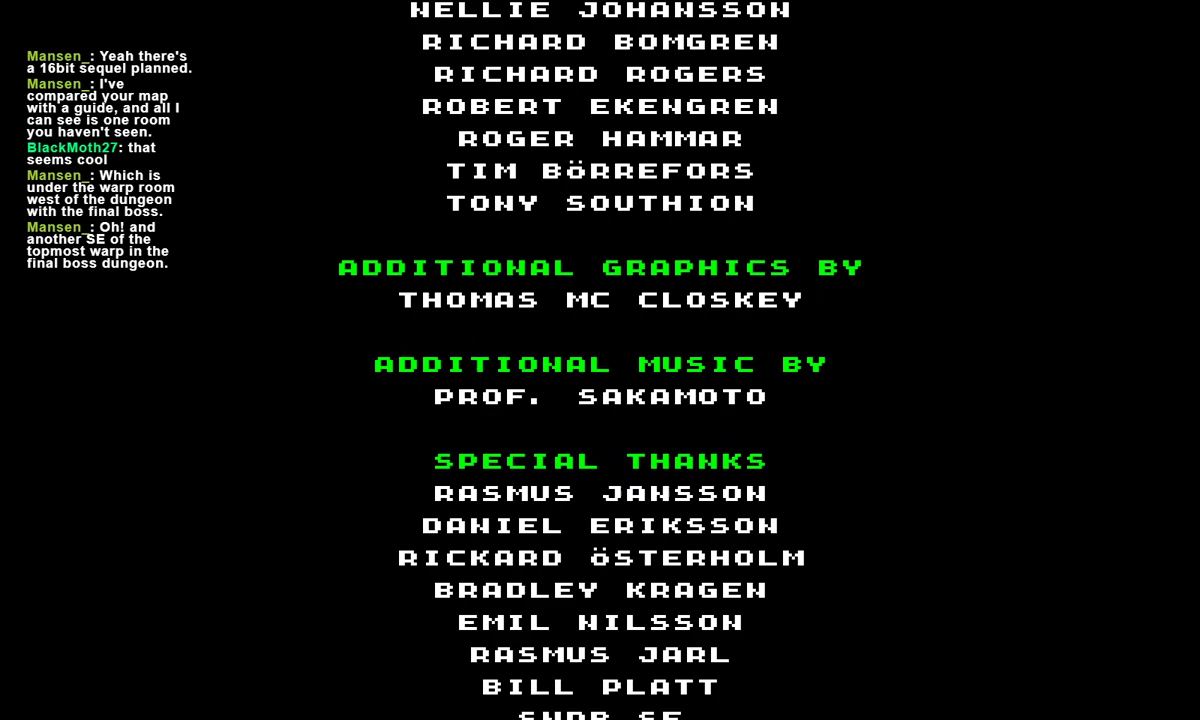 Mansen_: Yeah there's
a 16bit sequel planned.
Mansen_: I've
compared your map
with a guide, and all I
can see is one room
you haven't seen.
BlackMoth27: that
seems cool
Mansen_: Which is
under the warp room
west of the dungeon
with the final boss.
Mansen_: Oh! and
another SE of the
topmost warp in the
final boss dungeon.
NELLIE JOHANSSON
RICHARD BOMGREN
RICHARD ROGERS
ROBERT EKENGREN
ROGER HAMMAR
TIM BÖRREFORS
TONY SOUTHION
ADDITIONAL GRAPHICS BY
THOMAS MC CLOSKEY
ADDITIONAL MUSIC BY
PROF. SAKAMOTO
SPECIAL THANKS
RASMUS JANSSON
DANIEL ERIKSSON
RICKARD ÖSTERHOLM
BRADLEY KRAGEN
EMIL NILSSON
RASMUS JARL
BILL PLATT